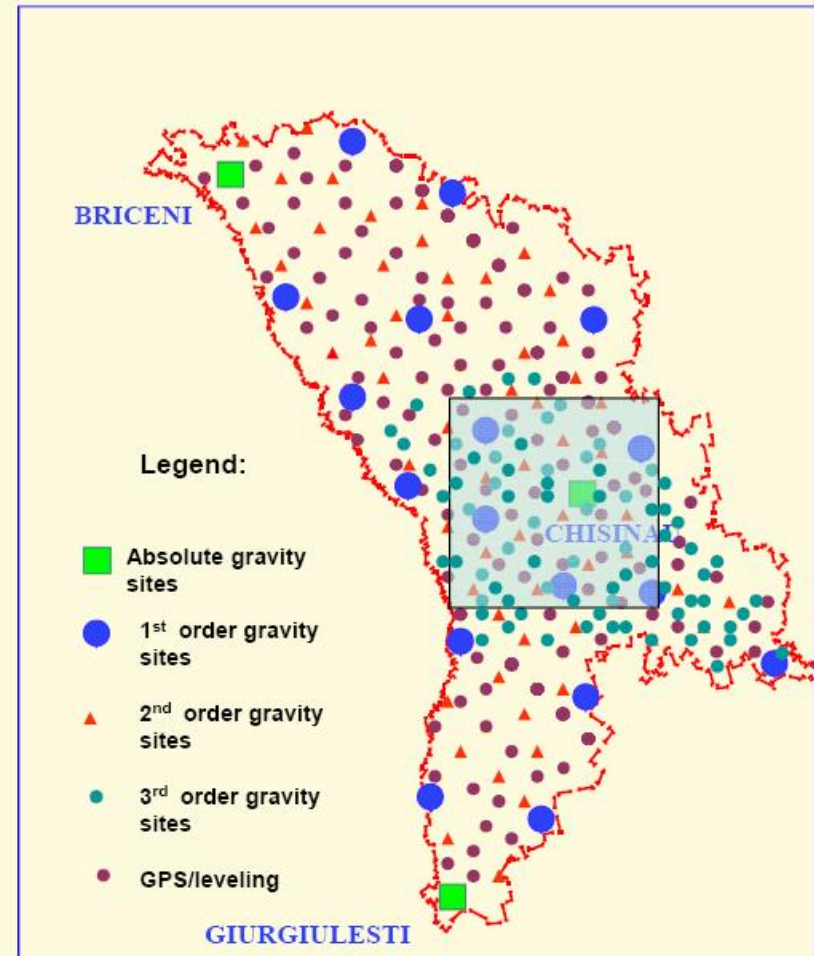 BRICENI
Legend:
CHISINAU
Absolute gravity
sites
1st order gravity
sites
2nd order gravity
sites
3rd order gravity
sites
GPS/leveling
GIURGIULESTI